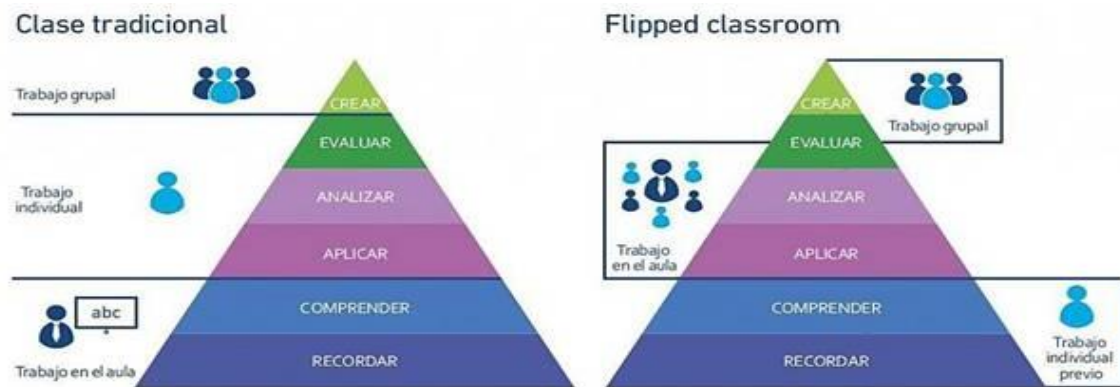 Clase tradicional
Trabajo grupal
Trabajo
individual
abc
Trabajo en el aula
CREAR
EVALUAR
ANALIZAR
APLICAR
COMPRENDER
RECORDAR
Flipped classroom
CREAR
EVALUAR
ANALIZAR
APLICAR
COMPRENDER
RECORDAR
Trabajo grupal
Trabajo
en el aula
Trabajo
individual
previo